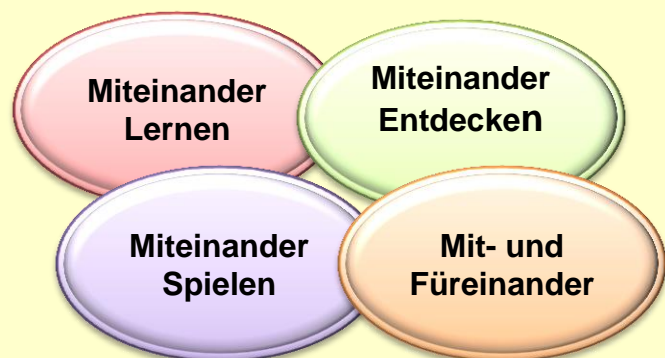 Miteinander
Lernen
Miteinander
Entdecken
Miteinander
Spielen
Mit- und
Füreinander